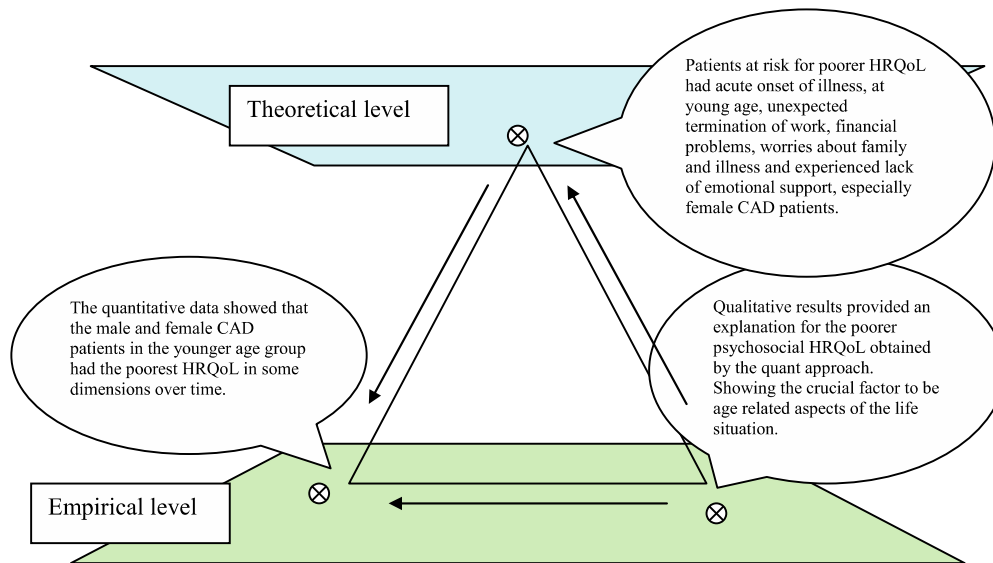 Patients at risk for poorer HRQoL
had acute onset of illness, at
young age, unexpected
termination of work, financial
problems, worries about family
and illness and experienced lack
of emotional support, especially
female CAD patients.
Theoretical level
The quantitative data showed that
the male and female CAD
patients in the younger age group
had the poorest HRQoL in some
dimensions over time.
Qualitative results provided an
explanation for the poorer
psychosocial HRQoL obtained
by the quant approach.
Showing the crucial factor to be
age related aspects of the life
situation.
Empirical level